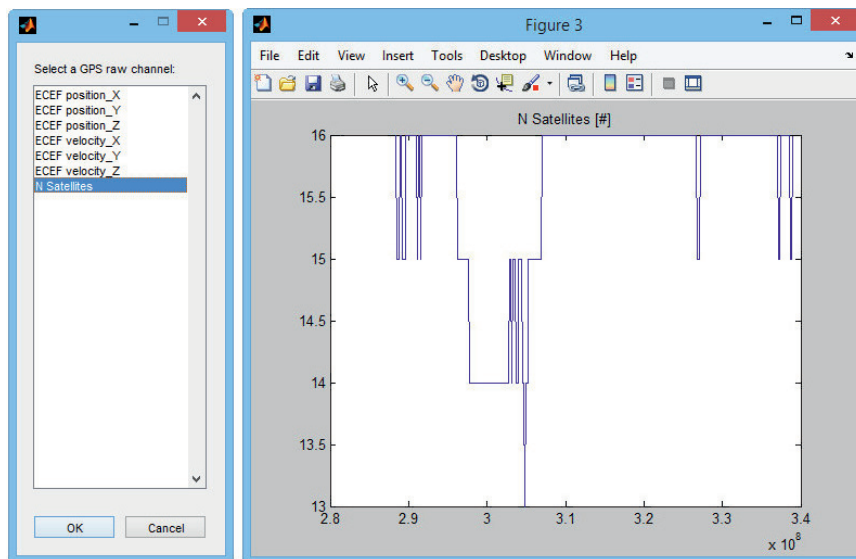 Select a GPS raw channel:
ECEF position_X
ECEF position_Y
ECEF position_Z
ECEF velocity_X
ECEF velocity_Y
ECEF velocity_Z
N Satellites
OK
Cancel
Figure 3
File Edit View Insert Tools Desktop Window Help
N Satellites [#]
16
15.5
15
14.5
14
13.5
13
2.8 2.9 3 3.1 3.2 3.3 3.4
x 10⁸